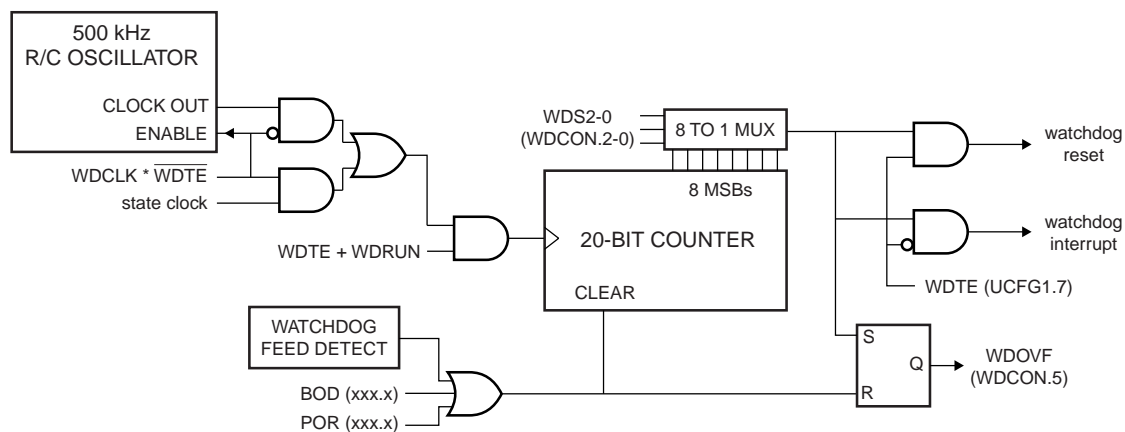 500 kHz
R/C OSCILLATOR
CLOCK OUT
ENABLE
WDCLK * W̅D̅T̅E̅
state clock
WDTE + WDRUN
WDS2-0
(WDCON.2-0)
8 TO 1 MUX
8 MSBs
20-BIT COUNTER
CLEAR
watchdog
reset
watchdog
interrupt
WDTE (UCFG1.7)
WATCHDOG
FEED DETECT
BOD (xxx.x)
POR (xxx.x)
S
Q
R
WDOVF
(WDCON.5)